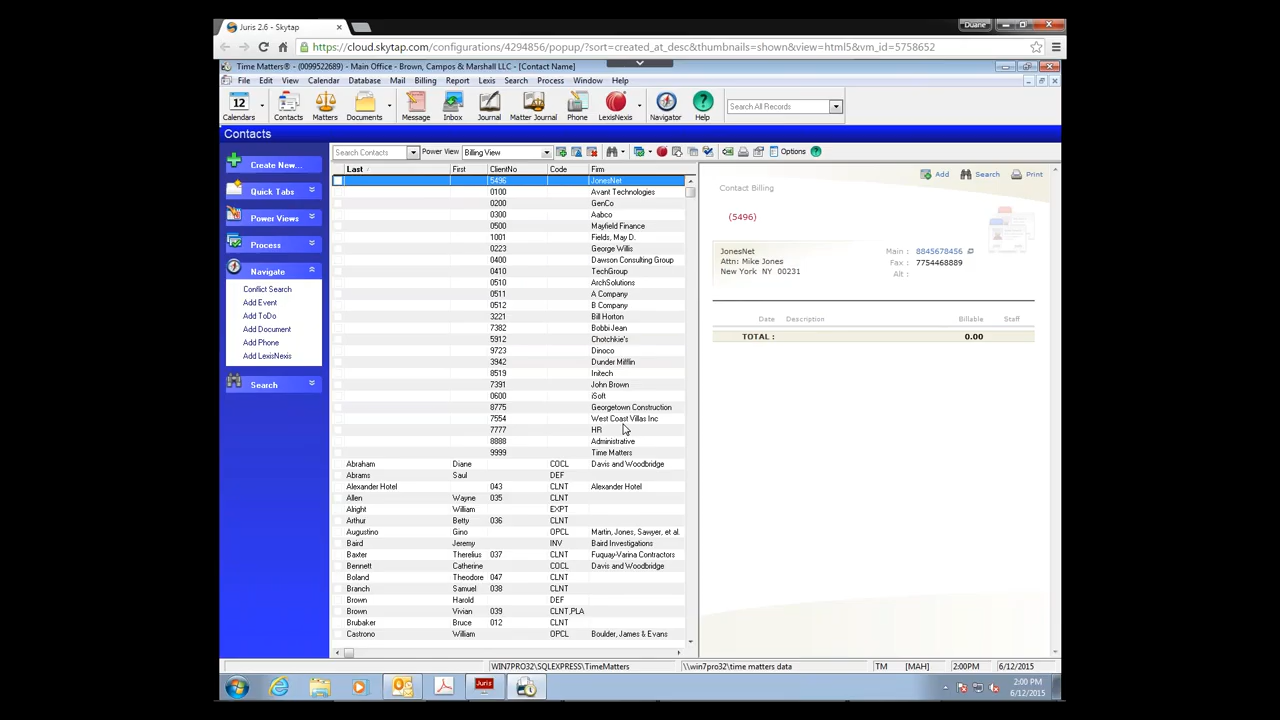 Juris 2.6 - Skytap
Duane
https://cloud.skytap.com/configurations/4294856/popup/?sort=created_at_desc&thumbnails=shown&view=html5&vm_id=5758652
Time Matters® - (0099522689) - Main Office - Brown, Campos & Marshall LLC - [Contact Name]
File Edit View Calendar Database Mail Billing Report Lexis Search Process Window Help
12
Calendars Contacts Matters Documents Message Inbox Journal Matter Journal Phone LexisNexis Navigator Help
Search All Records
Contacts
Create New...
Quick Tabs
Power Views
Process
Navigate
Conflict Search
Add Event
Add ToDo
Add Document
Add Phone
Add LexisNexis
Search
Search Contacts Power View Billing View Options
Last First ClientNo Code Firm
5496 JonesNet
0100 Avant Technologies
0200 GenCo
0300 Aabco
0500 Mayfield Finance
1001 Fields, May D.
0223 George Willis
0400 Dawson Consulting Group
0410 TechGroup
0510 ArchSolutions
0511 A Company
0512 B Company
3221 Bill Horton
7382 Bobbi Jean
5912 Chotchkie's
9723 Dinoco
3942 Dunder Mifflin
8519 Initech
7391 John Brown
0600 iSoft
8775 Georgetown Construction
7554 West Coast Villas Inc
7777 HR
8888 Administrative
9999 Time Matters
Abraham Diane COCL Davis and Woodbridge
Abrams Saul DEF
Alexander Hotel 043 CLNT Alexander Hotel
Allen Wayne 035 CLNT
Alright William EXPT
Arthur Betty 036 CLNT
Augustino Gino OPCL Martin, Jones, Sawyer, et al.
Baird Jeremy INV Baird Investigations
Baxter Therelius 037 CLNT Fuquay-Varina Contractors
Bennett Catherine COCL Davis and Woodbridge
Boland Theodore 047 CLNT
Branch Samuel 038 CLNT
Brown Harold DEF
Brown Vivian 039 CLNT,PLA
Brubaker Bruce 012 CLNT
Castrono William OPCL Boulder, James & Evans
Add Search Print
Contact Billing
(5496)
JonesNet
Attn: Mike Jones
New York NY 00231
Main : 8845678456
Fax : 7754468889
Alt :
Date Description Billable Staff
TOTAL : 0.00
WIN7PRO32\SQLEXPRESS\TimeMatters \\win7pro32\time matters data TM [MAH] 2:00PM 6/12/2015
Juris
2:00 PM
6/12/2015